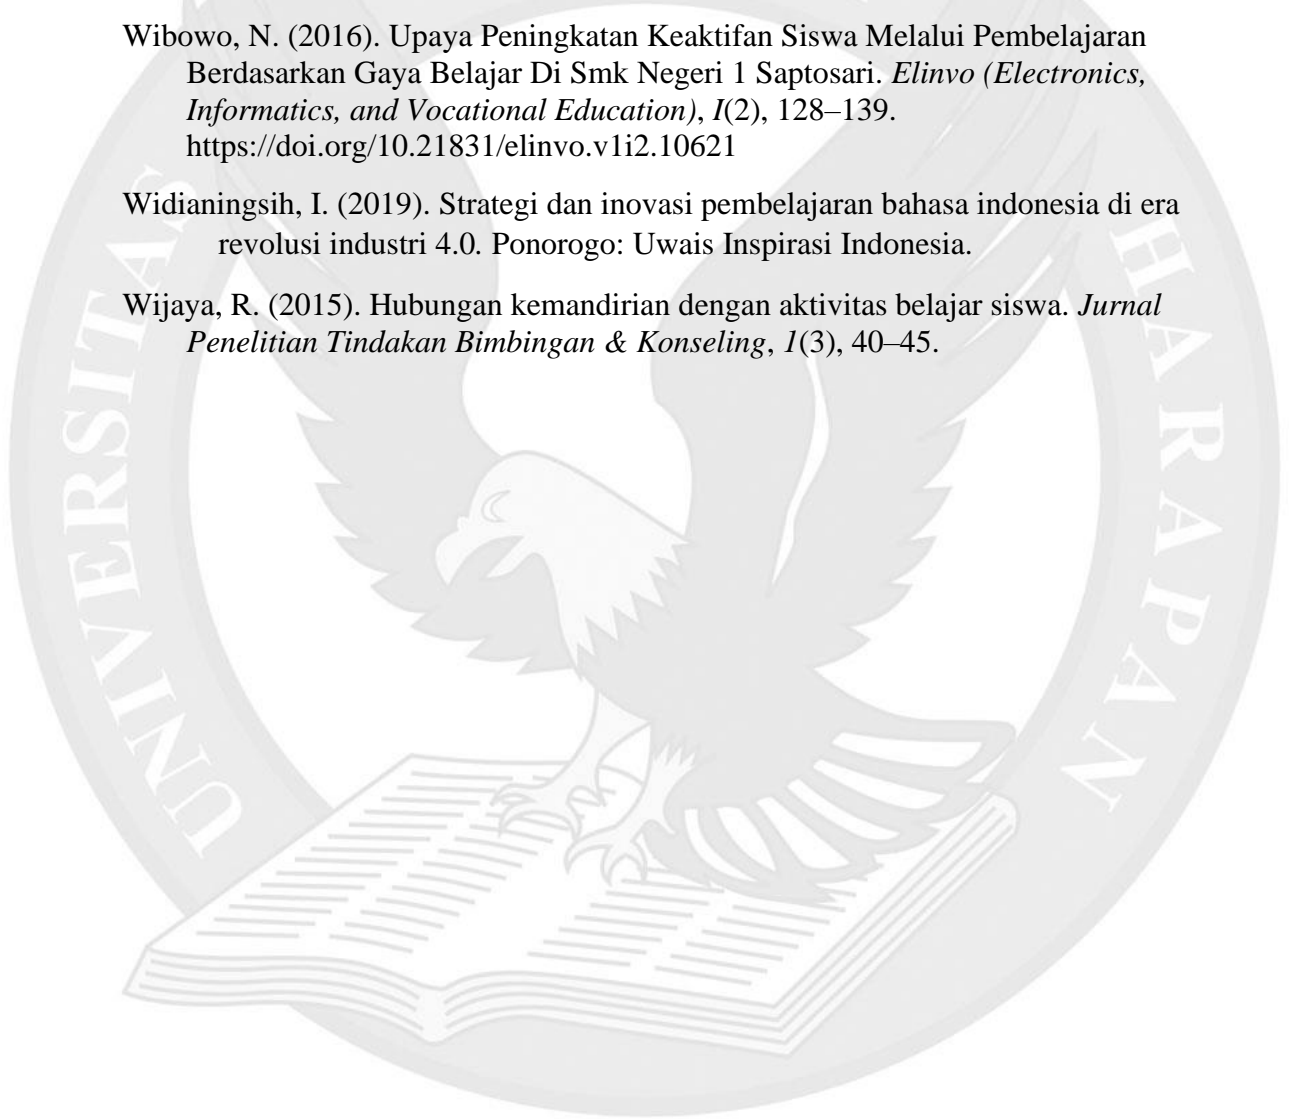 Wibowo, N. (2016). Upaya Peningkatan Keaktifan Siswa Melalui Pembelajaran
Berdasarkan Gaya Belajar Di Smk Negeri 1 Saptosari. Elinvo (Electronics,
Informatics, and Vocational Education), I(2), 128–139.
https://doi.org/10.21831/elinvo.v1i2.10621
Widianingsih, I. (2019). Strategi dan inovasi pembelajaran bahasa indonesia di era
revolusi industri 4.0. Ponorogo: Uwais Inspirasi Indonesia.
Wijaya, R. (2015). Hubungan kemandirian dengan aktivitas belajar siswa. Jurnal
Penelitian Tindakan Bimbingan & Konseling, 1(3), 40–45.
UNIVERSITAS
HARAPAN